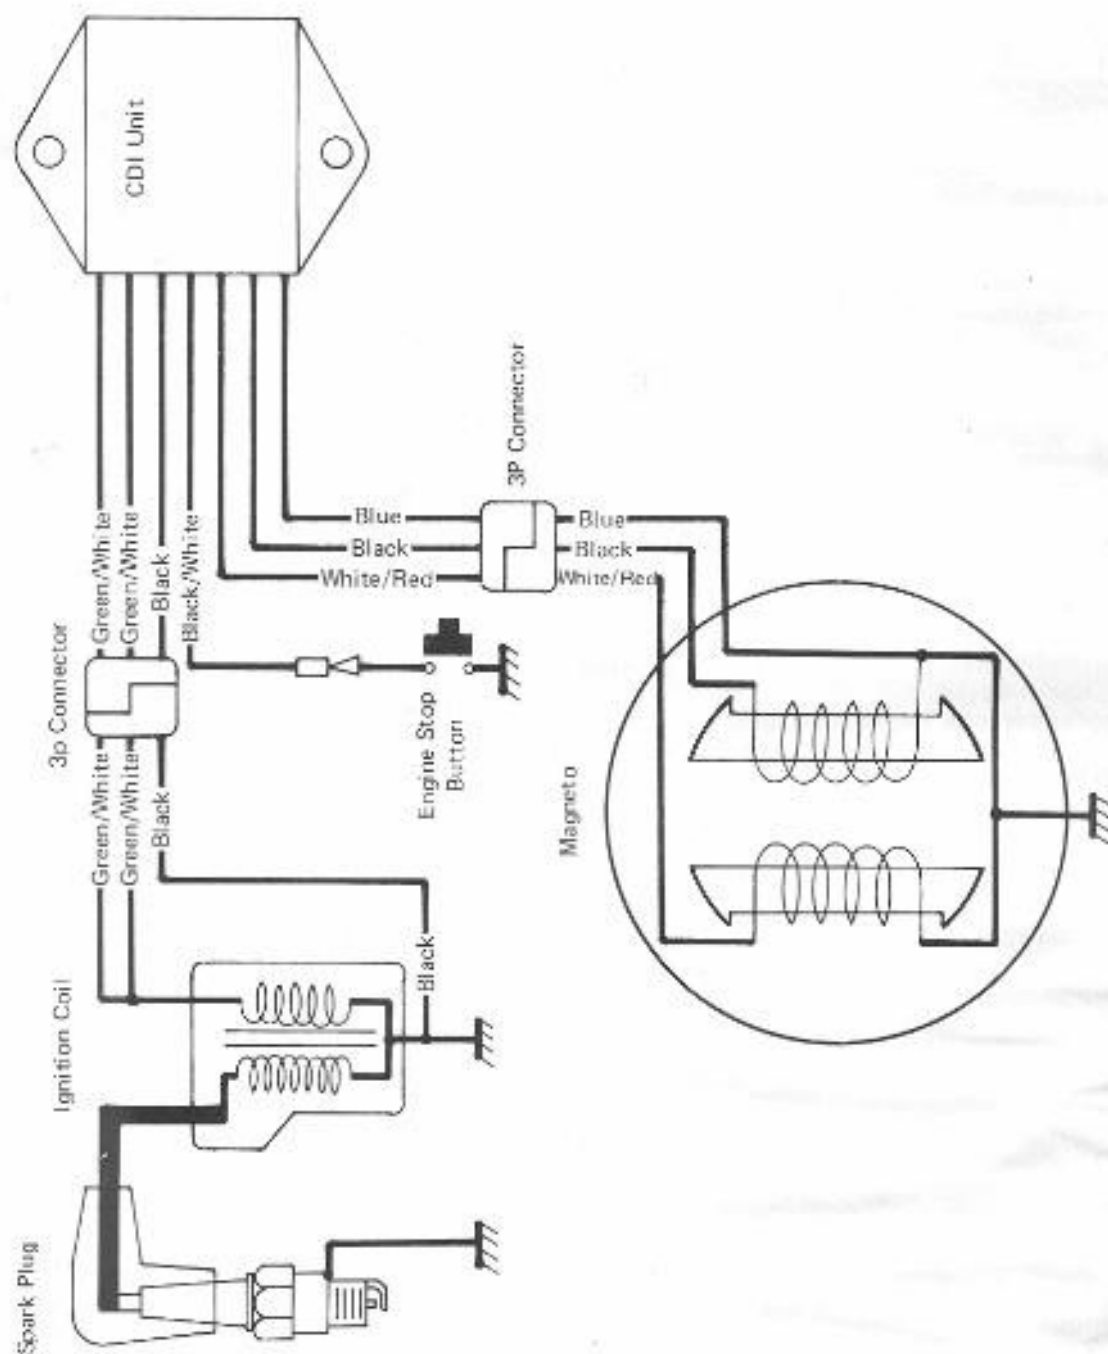 CDI Unit
3P Connector
Green/White
Green/White
Black
Black/White
Blue
Black
White/Red
Blue
Black
White/Red
3p Connector
Engine Stop
Button
Magneto
Green/White
Green/White
Black
Black
Ignition Coil
Spark Plug